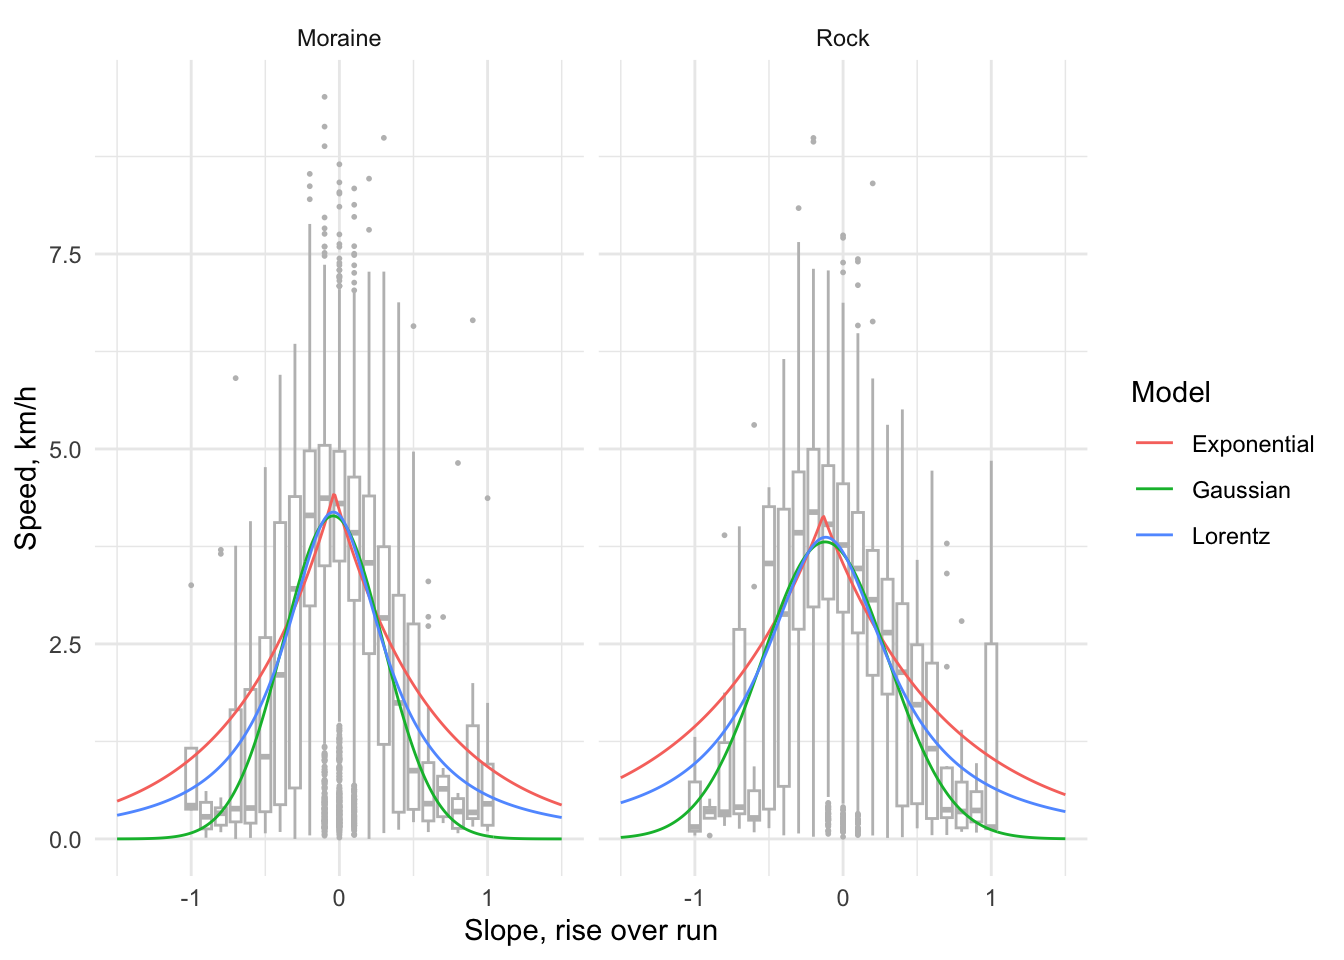 Moraine
Rock
7.5
5.0
2.5
0.0
Speed, km/h
-1
0
1
-1
0
1
Slope, rise over run
Model
Exponential
Gaussian
Lorentz